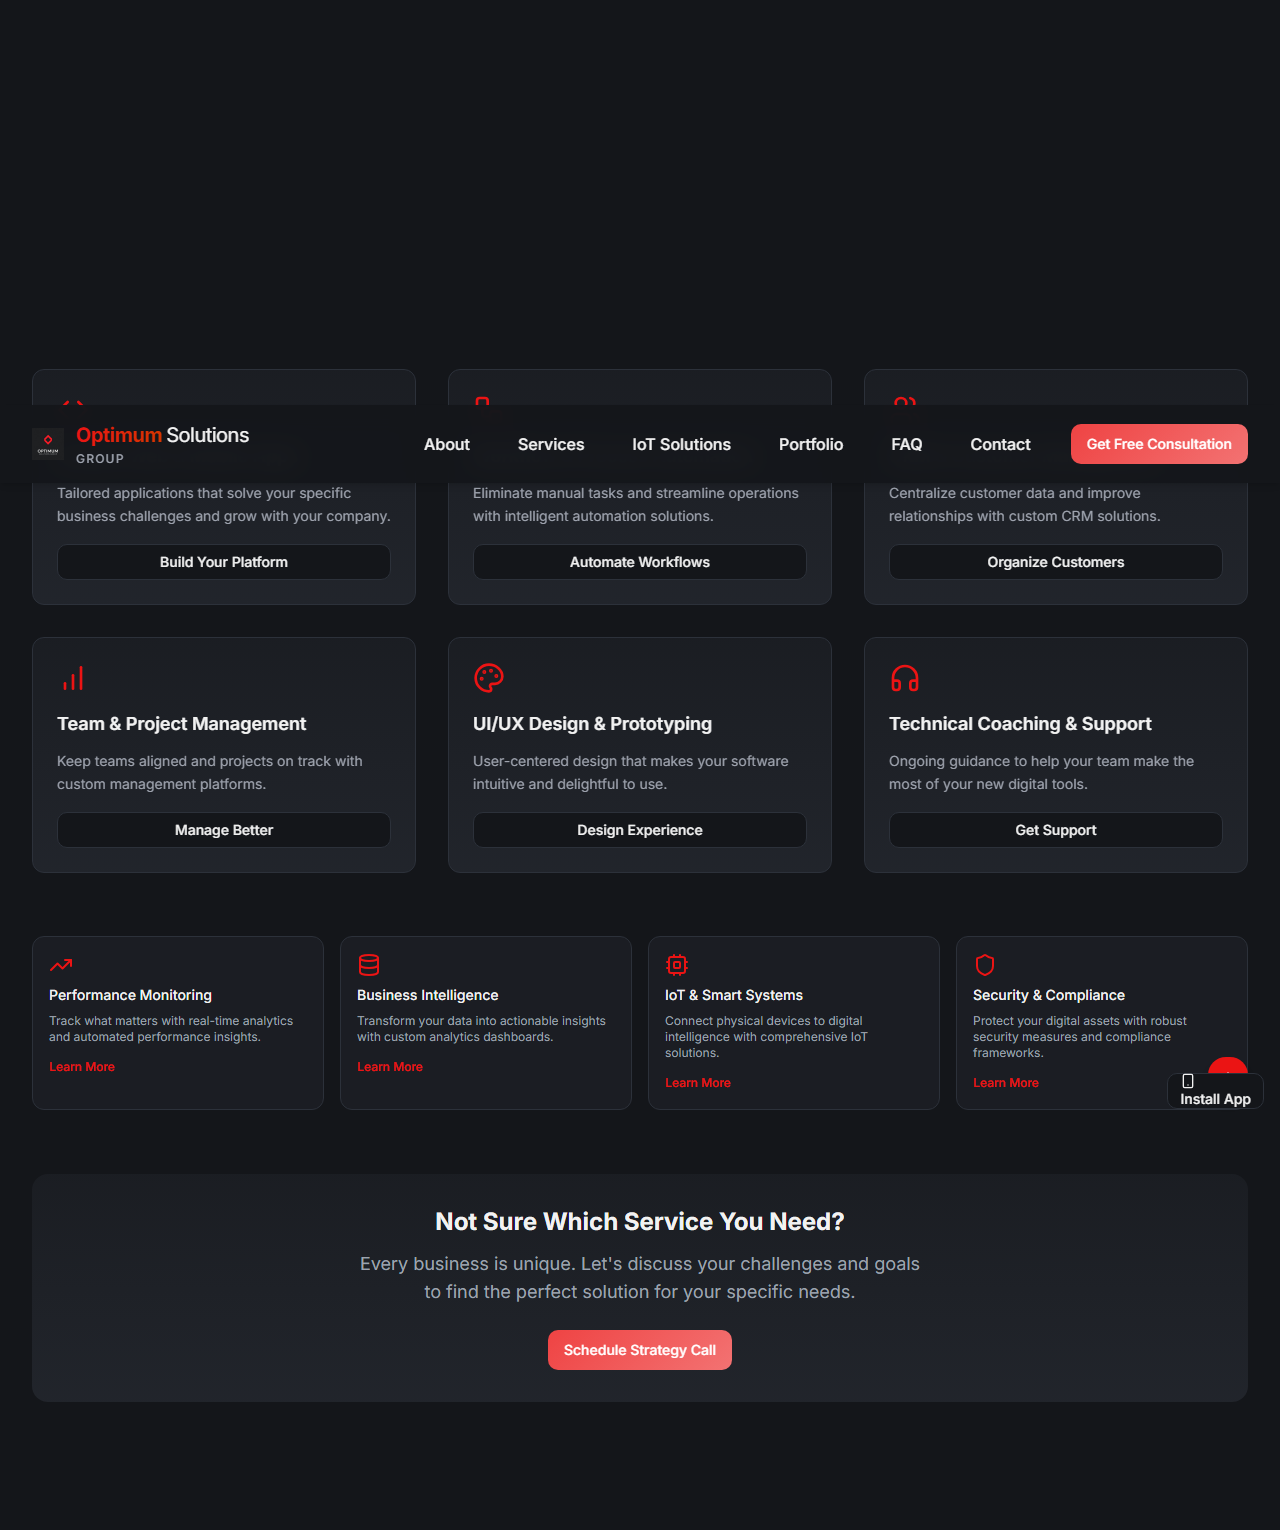 Optimum Solutions
GROUP
About
Services
IoT Solutions
Portfolio
FAQ
Contact
Get Free Consultation
Tailored applications that solve your specific
business challenges and grow with your company.
Build Your Platform
Eliminate manual tasks and streamline operations
with intelligent automation solutions.
Automate Workflows
Centralize customer data and improve
relationships with custom CRM solutions.
Organize Customers
Team & Project Management
Keep teams aligned and projects on track with
custom management platforms.
Manage Better
UI/UX Design & Prototyping
User-centered design that makes your software
intuitive and delightful to use.
Design Experience
Technical Coaching & Support
Ongoing guidance to help your team make the
most of your new digital tools.
Get Support
Performance Monitoring
Track what matters with real-time analytics
and automated performance insights.
Learn More
Business Intelligence
Transform your data into actionable insights
with custom analytics dashboards.
Learn More
IoT & Smart Systems
Connect physical devices to digital
intelligence with comprehensive IoT
solutions.
Learn More
Security & Compliance
Protect your digital assets with robust
security measures and compliance
frameworks.
Learn More
Install App
Not Sure Which Service You Need?
Every business is unique. Let's discuss your challenges and goals
to find the perfect solution for your specific needs.
Schedule Strategy Call